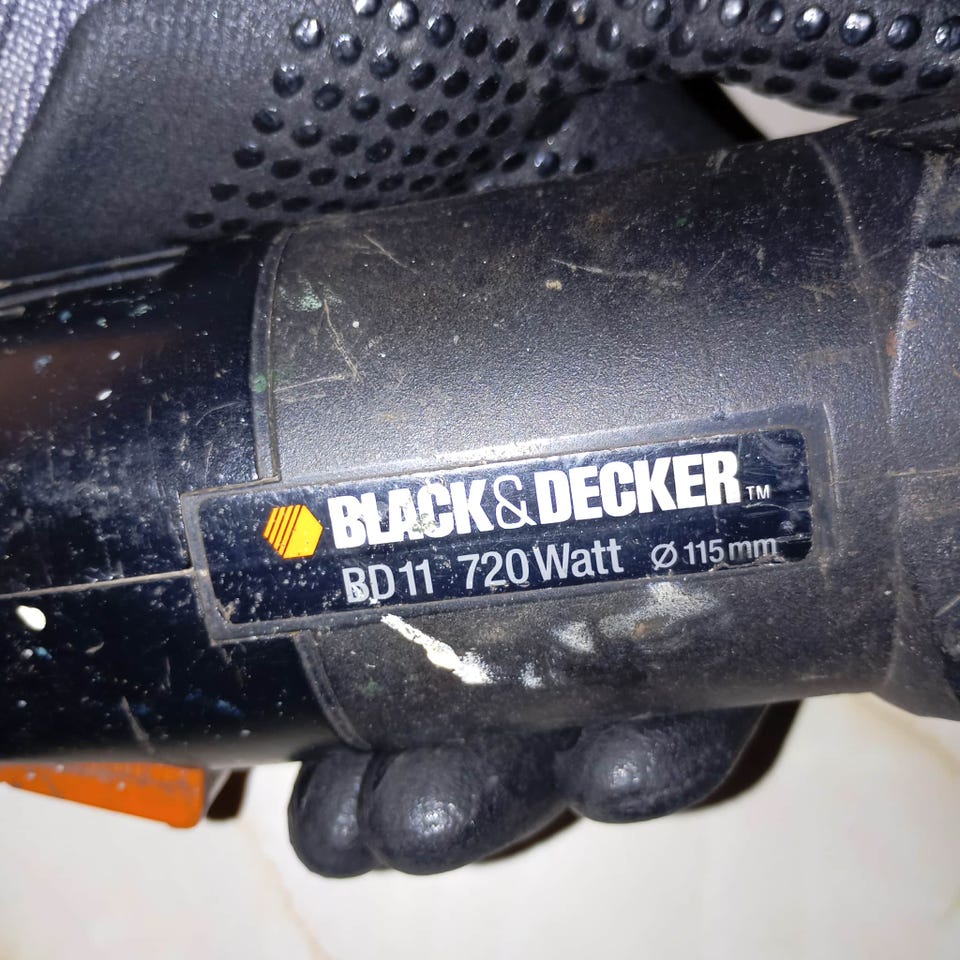 BLACK&DECKER™
BD11 720Watt Ø 115mm